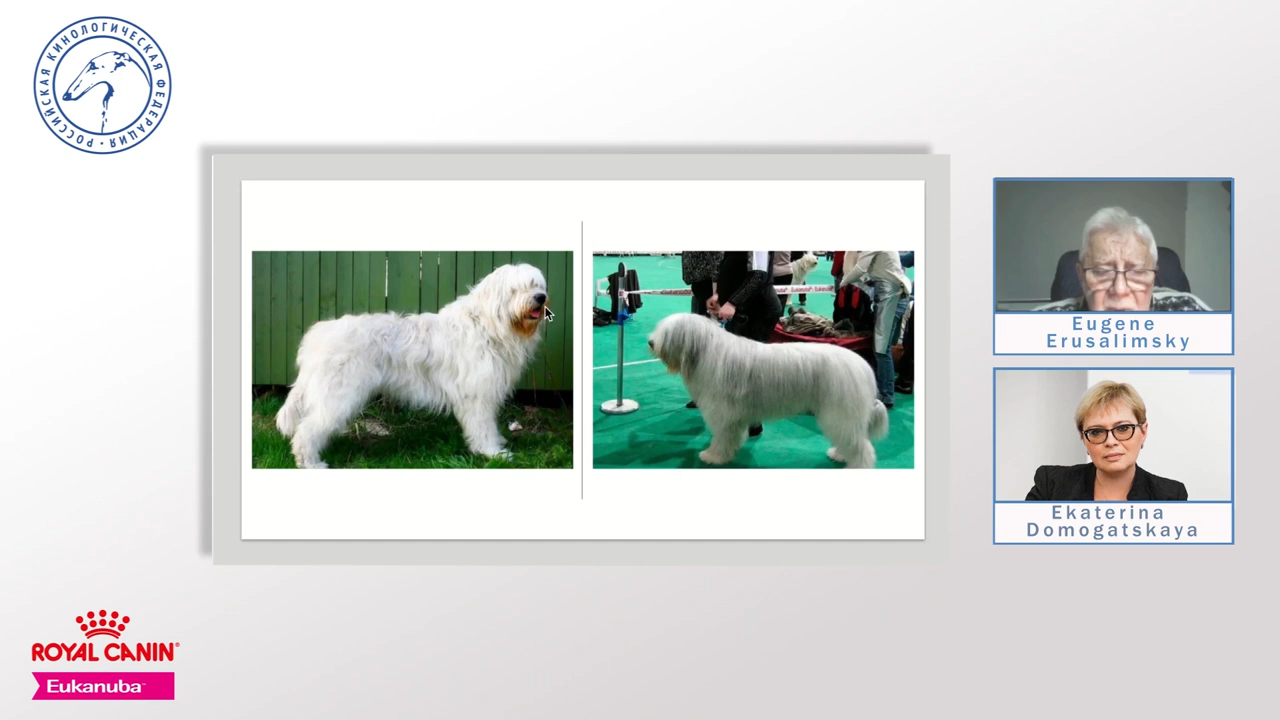 РОССИЙСКАЯ КИНОЛОГИЧЕСКАЯ ФЕДЕРАЦИЯ
Eugene
Erusalimsky
Ekaterina
Domogatskaya
ROYAL CANIN
Eukanuba